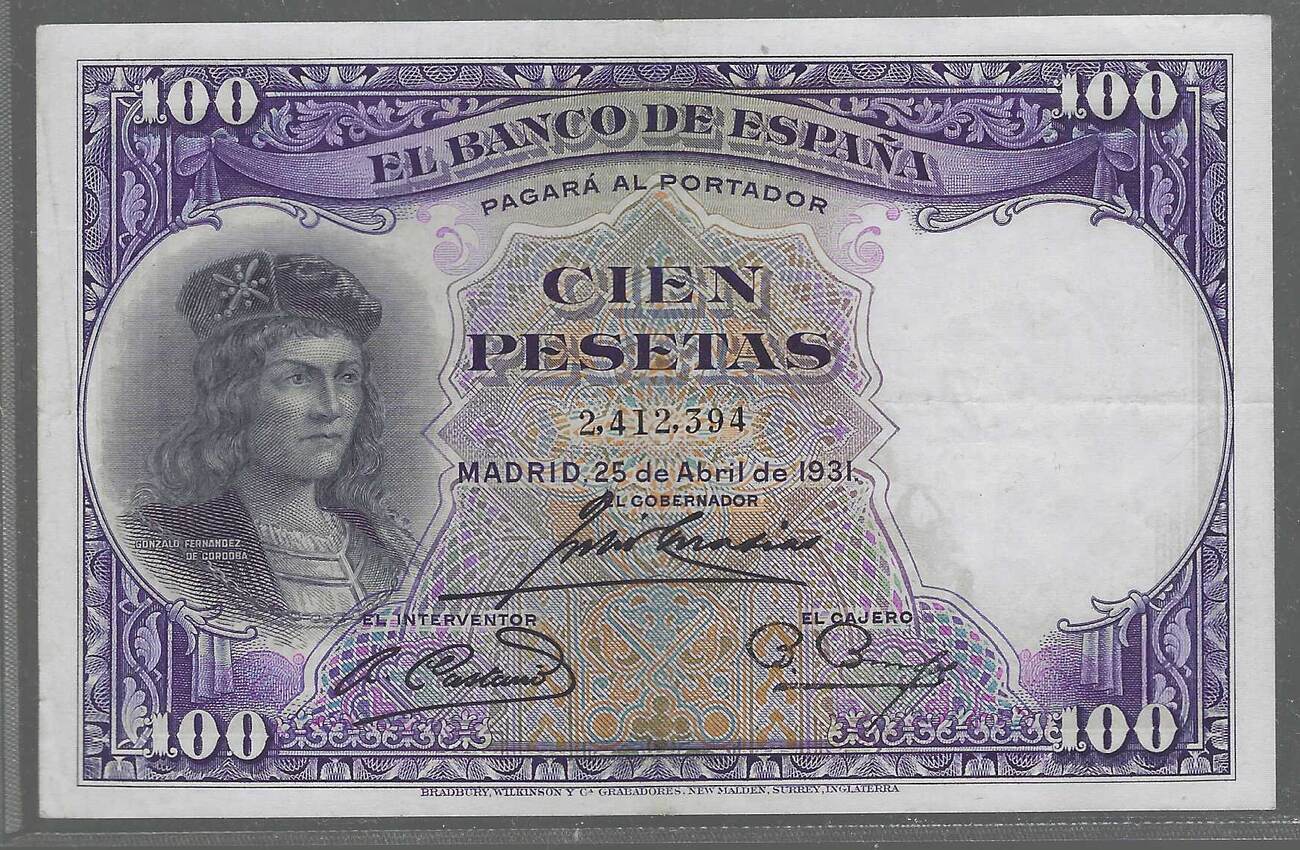 100 100
EL BANCO DE ESPAÑA
PAGARÁ AL PORTADOR
CIEN
PESETAS
2,412,394
MADRID, 25 de Abril de 1931.
EL GOBERNADOR
GONZALO FERNANDEZ
DE CORDOBA
EL INTERVENTOR
EL CAJERO
100 100
BRADBURY, WILKINSON Y Cª GRABADORES, NEW MALDEN, SURREY, INGLATERRA